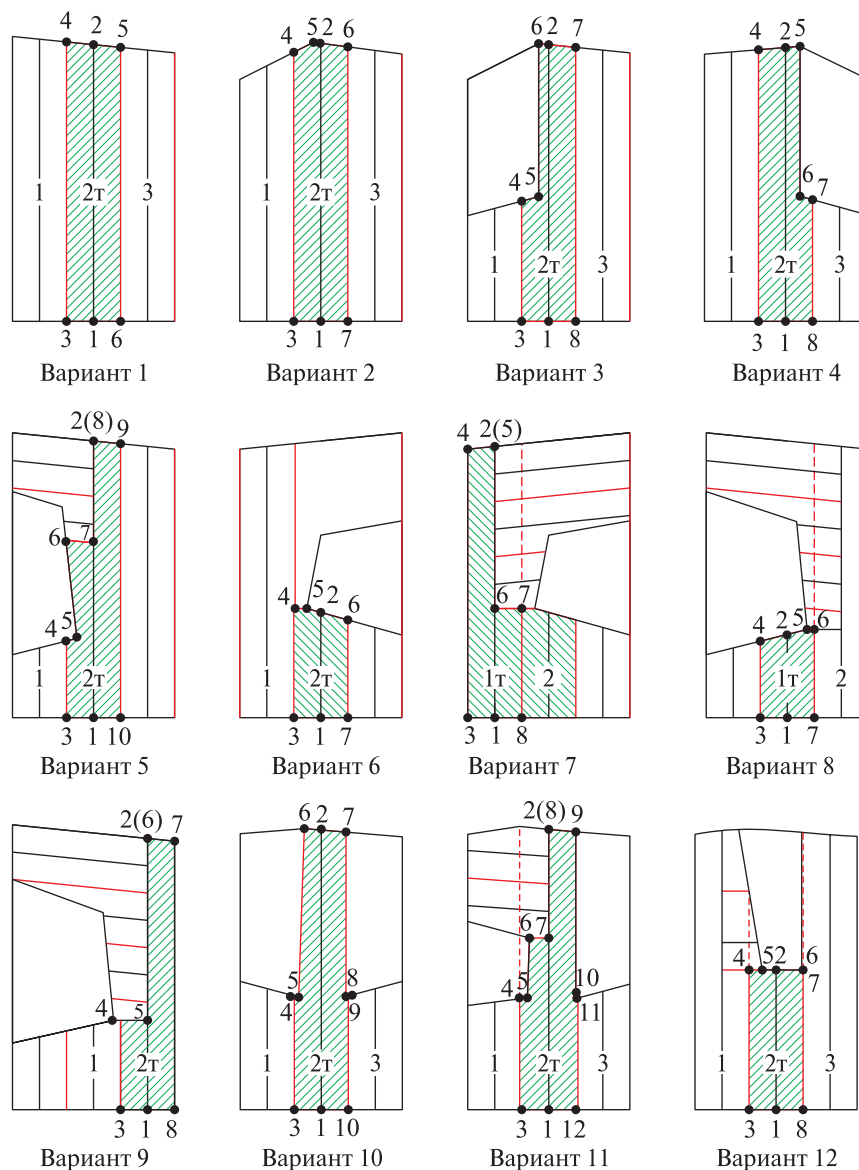 4 2 5
1 2т 3
3 1 6
Вариант 1
4 5 2 6
1 2т 3
3 1 7
Вариант 2
6 2 7
4 5
1 2т 3
3 1 8
Вариант 3
4 2 5
6 7
1 2т 3
3 1 8
Вариант 4
2(8) 9
6 7
4 5
1 2т
3 1 10
Вариант 5
4 5 2 6
1 2т
3 1 7
Вариант 6
4 2(5)
6 7
1т 2
3 1 8
Вариант 7
4 2 5 6
1т 2
3 1 7
Вариант 8
2(6) 7
4 5
1 2т
3 1 8
Вариант 9
6 2 7
5 8
4 9
1 2т 3
3 1 10
Вариант 10
2(8) 9
6 7
4 5 10
11
1 2т 3
3 1 12
Вариант 11
4 5 2 6
7
1 2т 3
3 1 8
Вариант 12